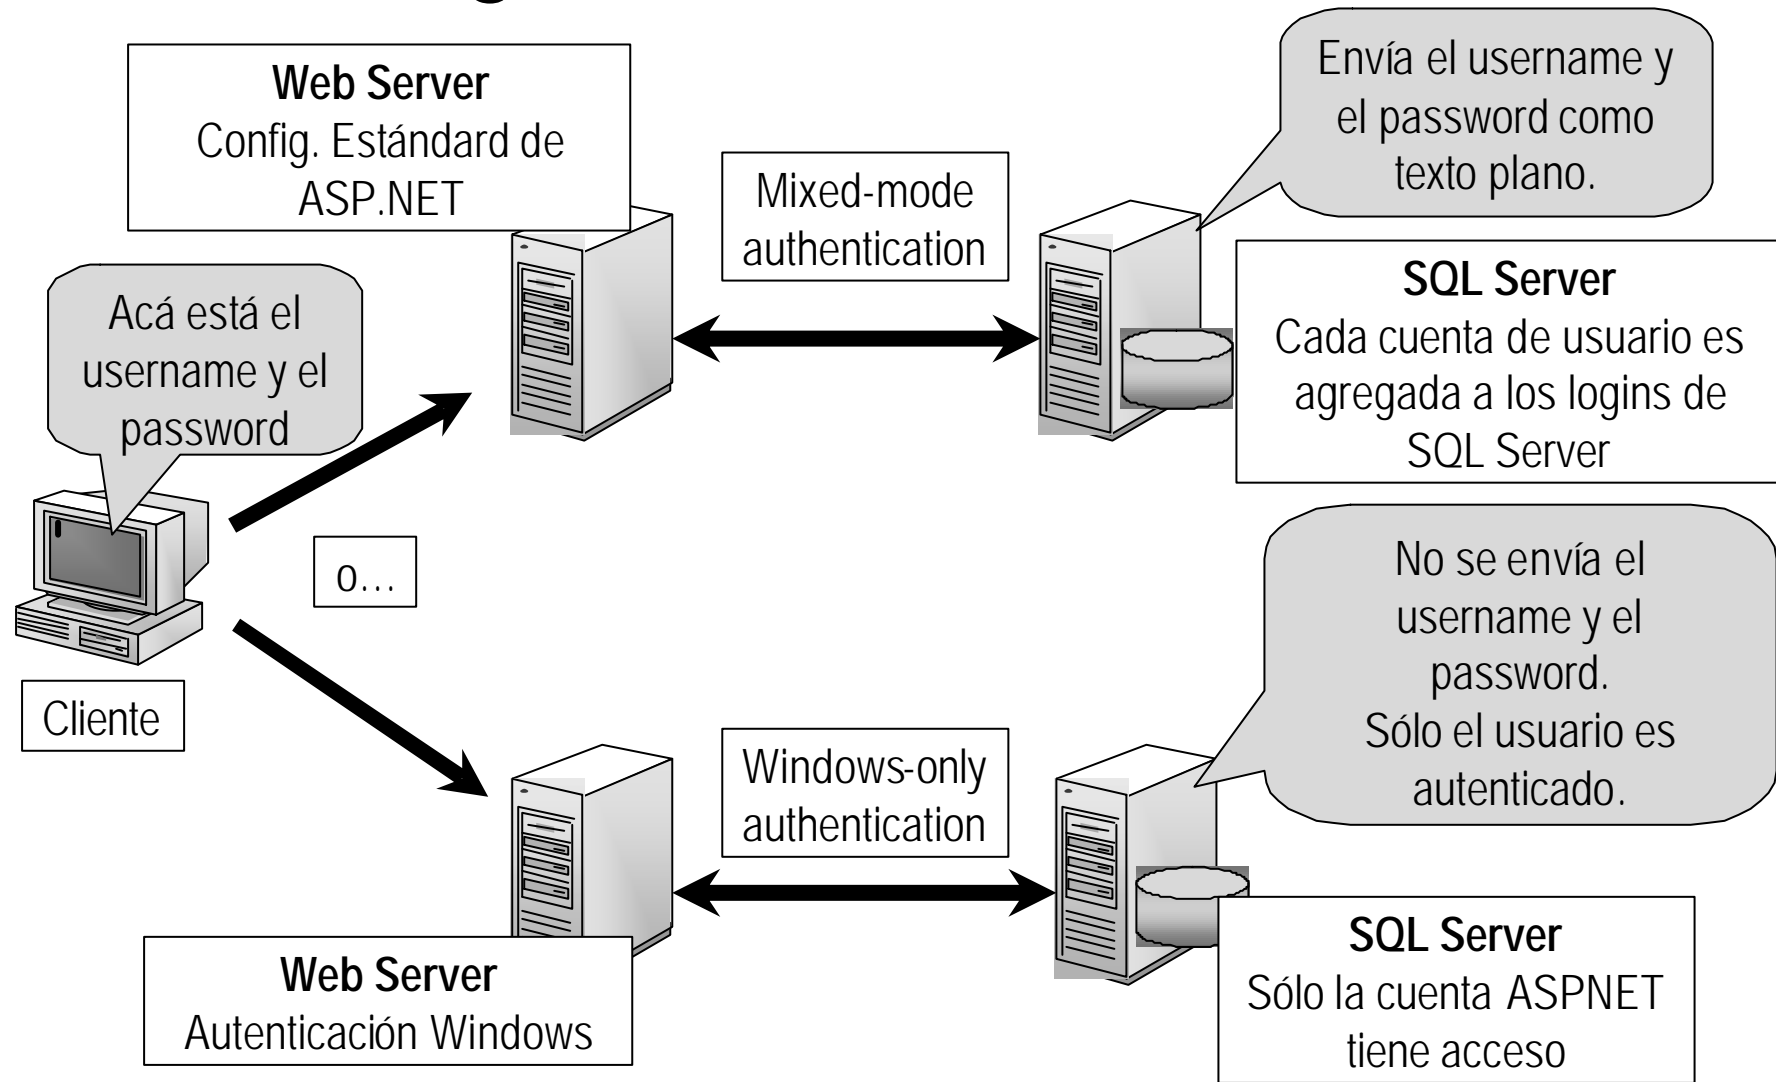 Web Server
Config. Estándard de
ASP.NET
Envía el username y
el password como
texto plano.
Mixed-mode
authentication
SQL Server
Cada cuenta de usuario es
agregada a los logins de
SQL Server
Acá está el
username y el
password
o...
Cliente
No se envía el
username y el
password.
Sólo el usuario es
autenticado.
Windows-only
authentication
Web Server
Autenticación Windows
SQL Server
Sólo la cuenta ASPNET
tiene acceso